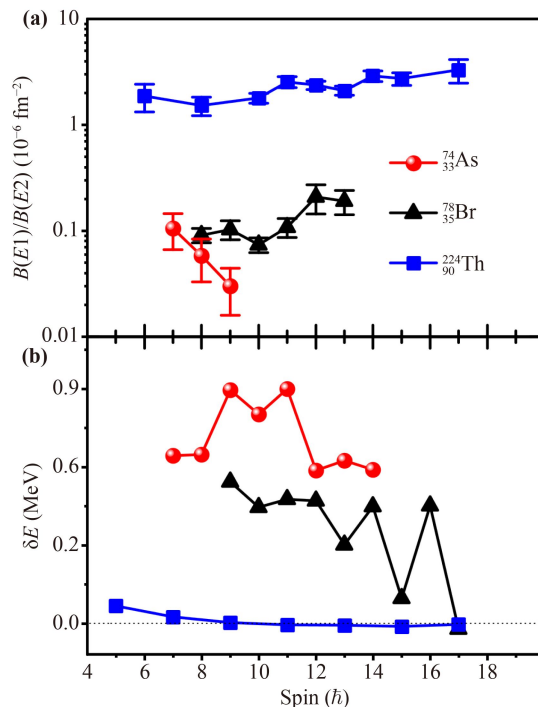 (a)
10
1
0.1
0.01
B(E1)/B(E2) (10⁻⁶ fm⁻²)
⁷⁴₃₃As
⁷⁸₃₅Br
²²⁴₉₀Th
(b)
0.9
0.6
0.2
0.0
δE (MeV)
4 6 8 10 12 14 16 18
Spin (ℏ)